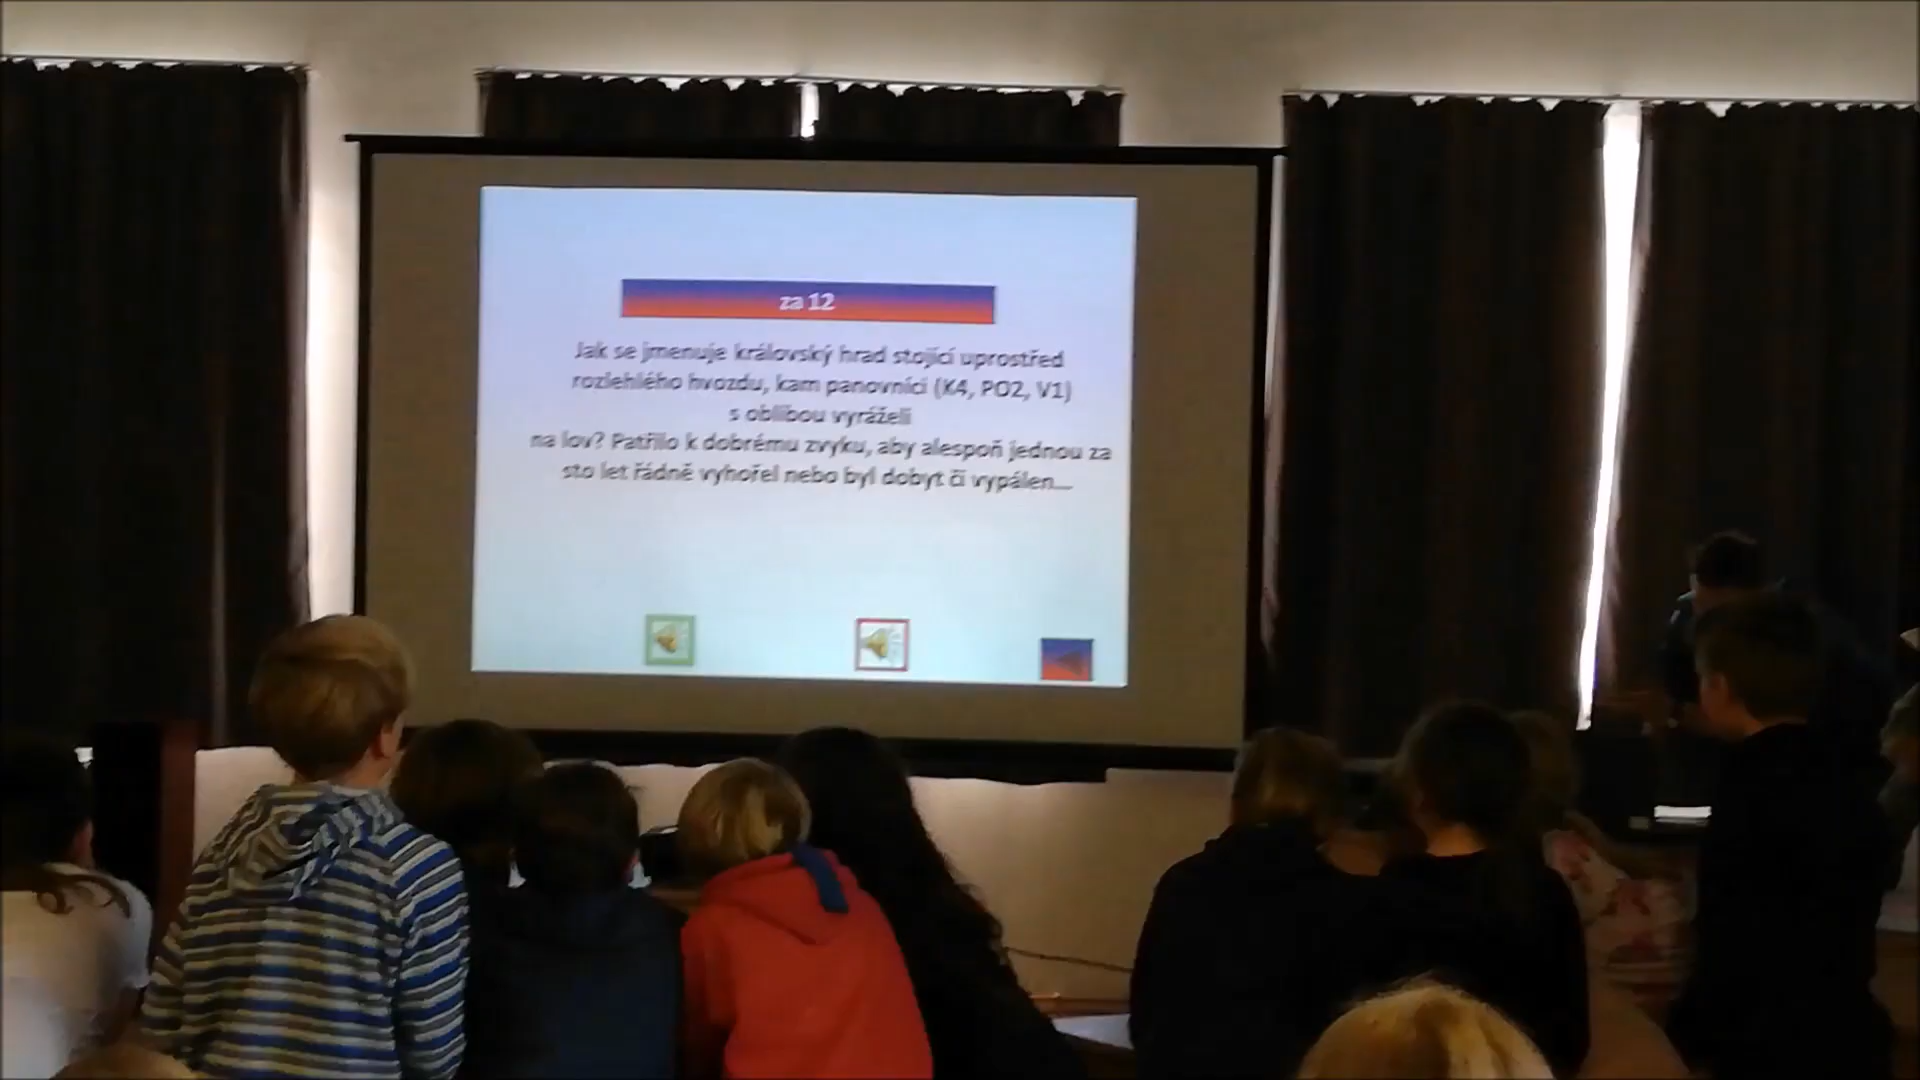 za 12
Jak se jmenuje královský hrad stojící uprostřed
rozlehlého hvozdu, kam panovníci (K4, PO2, V1)
s oblibou vyráželi
na lov? Patřilo k dobrému zvyku, aby alespoň jednou za
sto let řádně vyhořel nebo byl dobyt či vypálen...